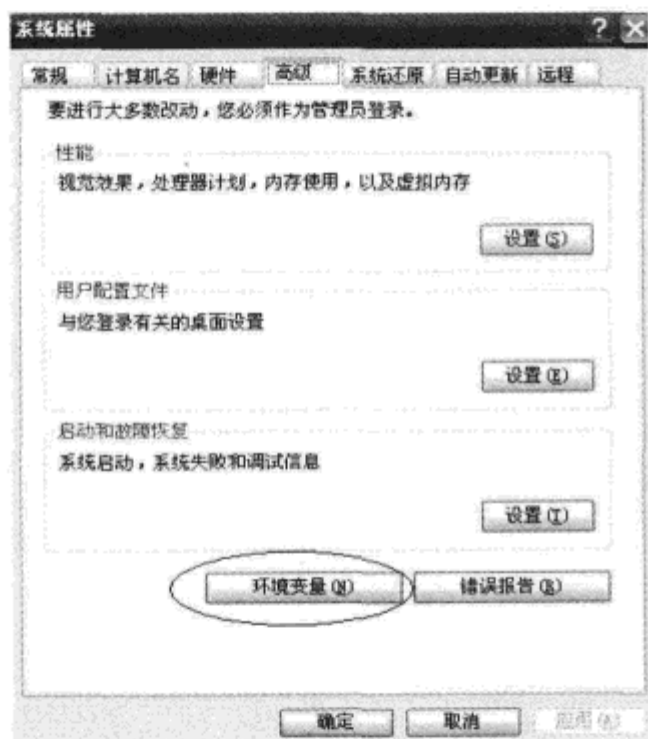 系统属性
常规 计算机名 硬件 高级 系统还原 自动更新 远程
要进行大多数改动，您必须作为管理员登录。
性能
视觉效果，处理器计划，内存使用，以及虚拟内存
设置(S)
用户配置文件
与您登录有关的桌面设置
设置(E)
启动和故障恢复
系统启动，系统失败和调试信息
设置(T)
环境变量(N) 错误报告(R)
确定 取消 应用(A)